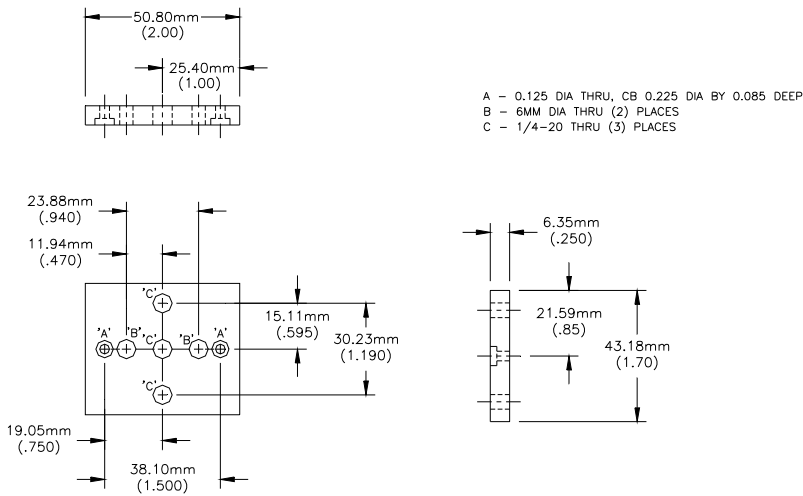 50.80mm
(2.00)
25.40mm
(1.00)
A – 0.125 DIA THRU, CB 0.225 DIA BY 0.085 DEEP
B – 6MM DIA THRU (2) PLACES
C – 1/4-20 THRU (3) PLACES
23.88mm
(.940)
11.94mm
(.470)
6.35mm
(.250)
'C'
15.11mm
(.595)
30.23mm
(1.190)
21.59mm
(.85)
43.18mm
(1.70)
'A' 'B' 'C' 'B' 'A'
'C'
19.05mm
(.750)
38.10mm
(1.500)